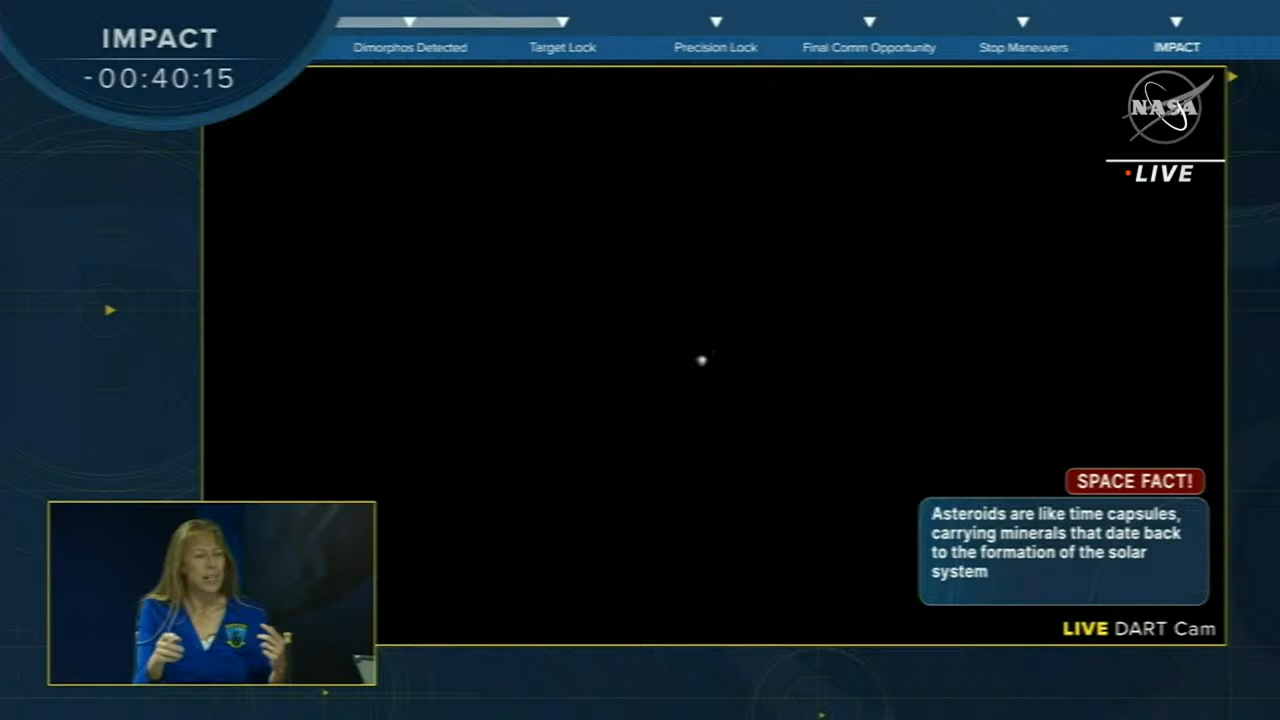 IMPACT
-00:40:15
Dimorphos Detected
Target Lock
Precision Lock
Final Comm Opportunity
Stop Maneuvers
IMPACT
NASA
LIVE
SPACE FACT!
Asteroids are like time capsules,
carrying minerals that date back
to the formation of the solar
system
LIVE DART Cam